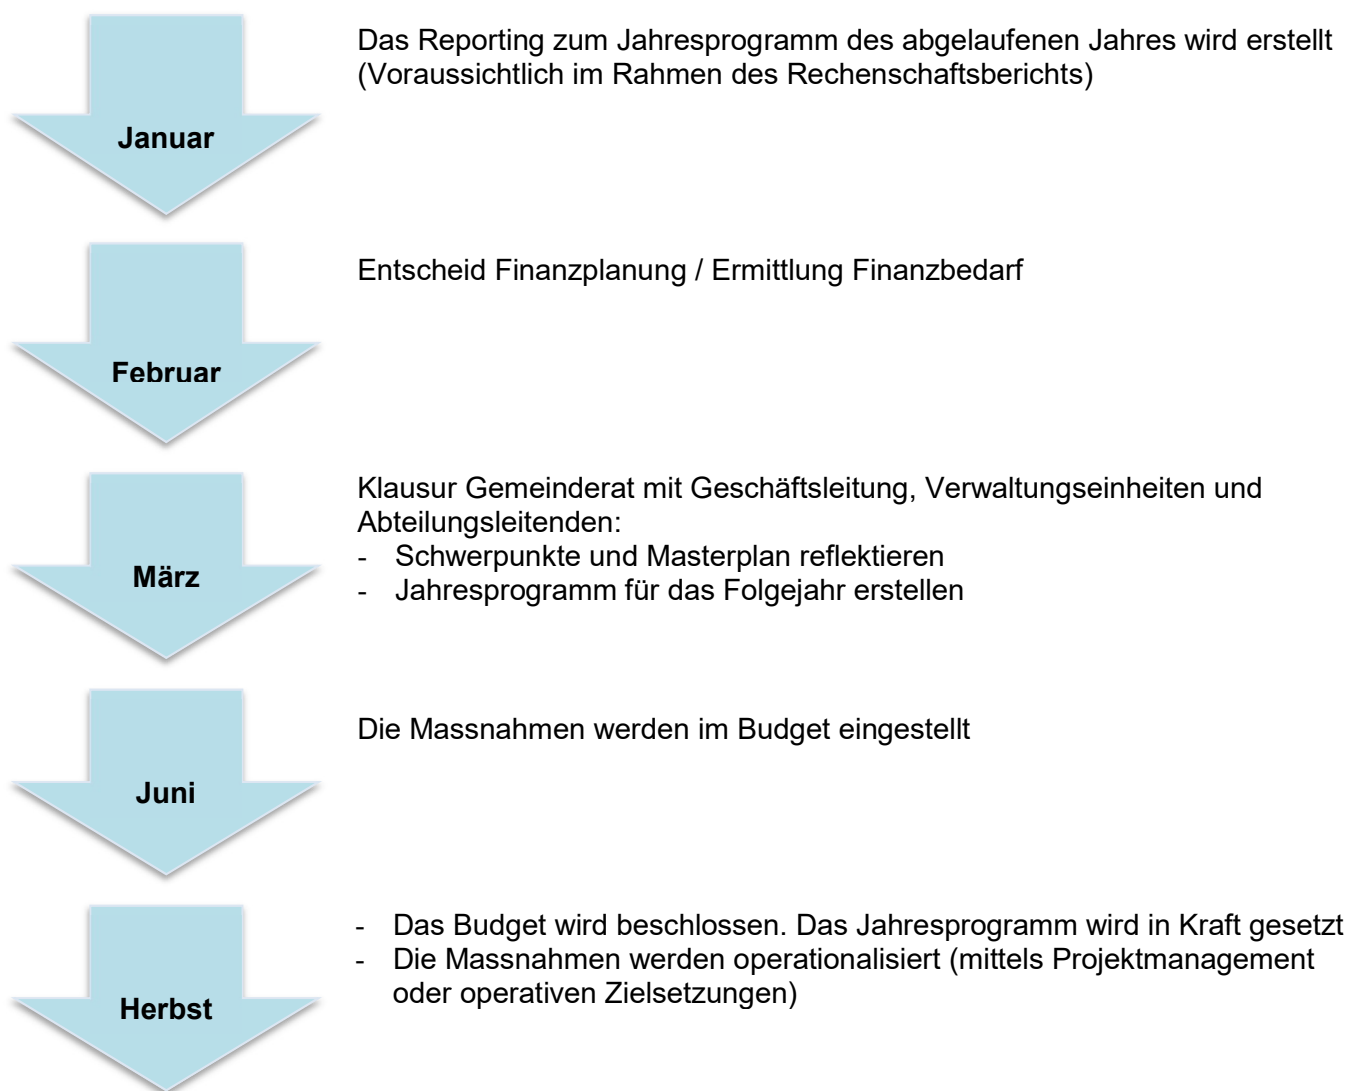 Das Reporting zum Jahresprogramm des abgelaufenen Jahres wird erstellt
(Voraussichtlich im Rahmen des Rechenschaftsberichts)
Januar
Entscheid Finanzplanung / Ermittlung Finanzbedarf
Februar
Klausur Gemeinderat mit Geschäftsleitung, Verwaltungseinheiten und
Abteilungsleitenden:
- Schwerpunkte und Masterplan reflektieren
- Jahresprogramm für das Folgejahr erstellen
März
Die Massnahmen werden im Budget eingestellt
Juni
- Das Budget wird beschlossen. Das Jahresprogramm wird in Kraft gesetzt
- Die Massnahmen werden operationalisiert (mittels Projektmanagement
oder operativen Zielsetzungen)
Herbst